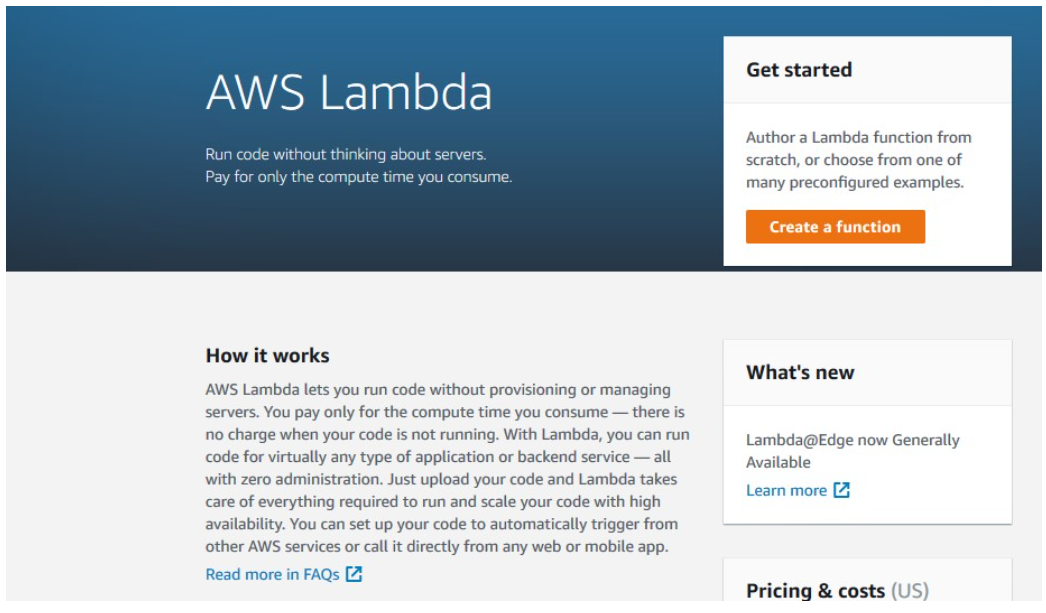 AWS Lambda
Run code without thinking about servers.
Pay for only the compute time you consume.
Get started
Author a Lambda function from
scratch, or choose from one of
many preconfigured examples.
Create a function
How it works
AWS Lambda lets you run code without provisioning or managing
servers. You pay only for the compute time you consume — there is
no charge when your code is not running. With Lambda, you can run
code for virtually any type of application or backend service — all
with zero administration. Just upload your code and Lambda takes
care of everything required to run and scale your code with high
availability. You can set up your code to automatically trigger from
other AWS services or call it directly from any web or mobile app.
Read more in FAQs
What's new
Lambda@Edge now Generally
Available
Learn more
Pricing & costs (US)